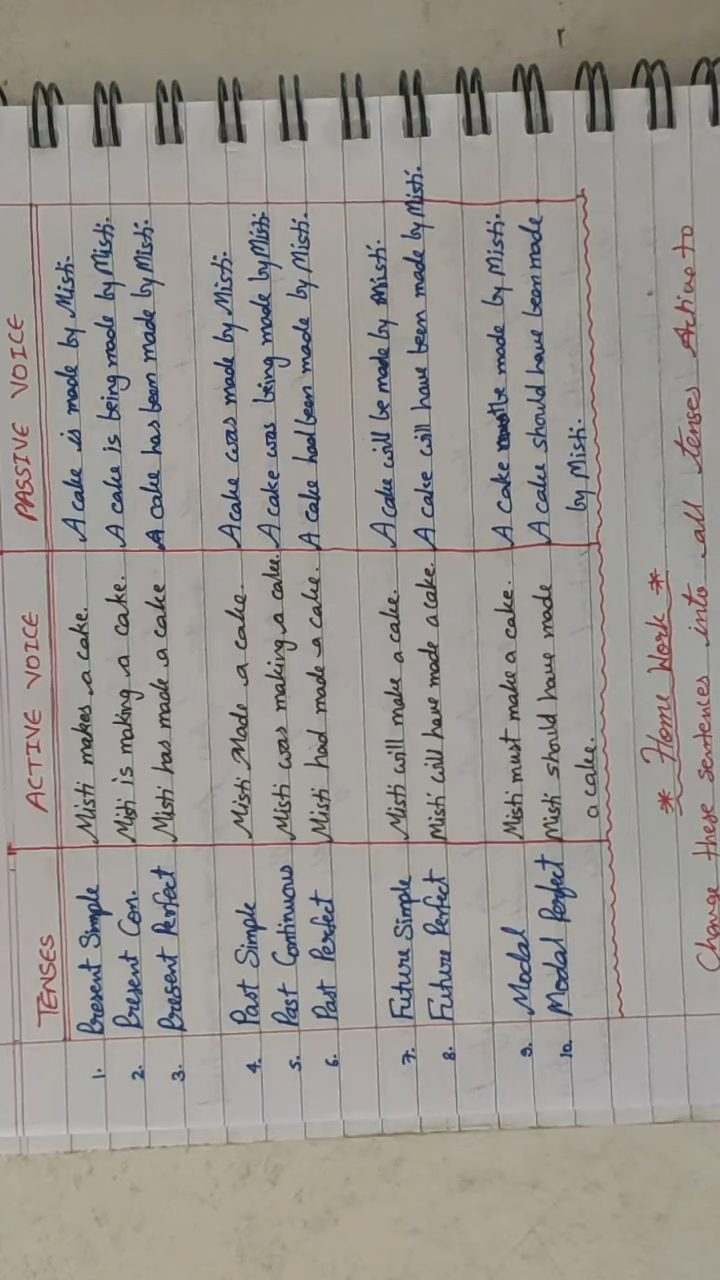 TENSES ACTIVE VOICE PASSIVE VOICE
1. Present Simple Misti makes a cake. A cake is made by Misti.
2. Present Con. Misti is making a cake. A cake is being made by Misti.
3. Present Perfect Misti has made a cake A cake has been made by Misti.
4. Past Simple Misti Made a cake. A cake was made by Misti.
5. Past Continuous Misti was making a cake. A cake was being made by Misti.
6. Past Perfect Misti had made a cake. A cake had been made by Misti.
7. Future Simple Misti will make a cake. A cake will be made by Misti.
8. Future Perfect Misti will have made a cake. A cake will have been made by Misti.
9. Modal Misti must make a cake. A cake must be made by Misti.
10. Modal Perfect Misti should have made A cake should have been made
a cake. by Misti.
* Home Work *
Change these sentences into all tenses Active to